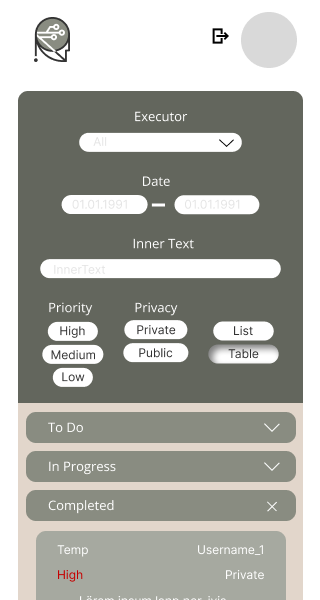 Executor
All
Date
01.01.1991 01.01.1991
Inner Text
InnerText
Priority Privacy
High Private List
Medium Public Table
Low
To Do
In Progress
Completed
Temp Username_1
High Private